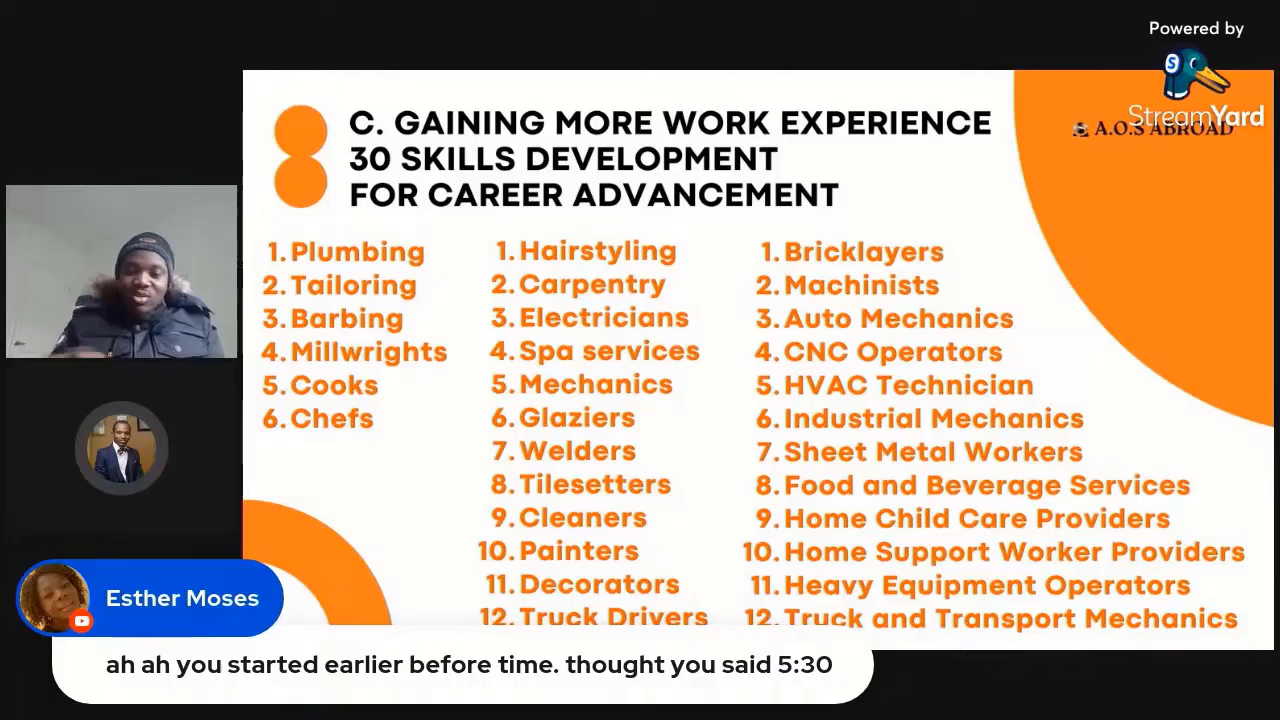 Powered by
StreamYard
A.O.S ABROAD
C. GAINING MORE WORK EXPERIENCE
30 SKILLS DEVELOPMENT
FOR CAREER ADVANCEMENT
1. Plumbing
2. Tailoring
3. Barbing
4. Millwrights
5. Cooks
6. Chefs
1. Hairstyling
2. Carpentry
3. Electricians
4. Spa services
5. Mechanics
6. Glaziers
7. Welders
8. Tilesetters
9. Cleaners
10. Painters
11. Decorators
12. Truck Drivers
1. Bricklayers
2. Machinists
3. Auto Mechanics
4. CNC Operators
5. HVAC Technician
6. Industrial Mechanics
7. Sheet Metal Workers
8. Food and Beverage Services
9. Home Child Care Providers
10. Home Support Worker Providers
11. Heavy Equipment Operators
12. Truck and Transport Mechanics
Esther Moses
ah ah you started earlier before time. thought you said 5:30